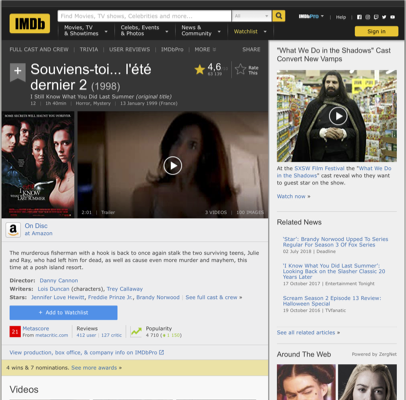 IMDb
Find Movies, TV shows, Celebrities and more...
All
IMDbPro
Help
Movies, TV & Showtimes
Celebs, Events & Photos
News & Community
Watchlist
Sign in
FULL CAST AND CREW | TRIVIA | USER REVIEWS | IMDbPro | MORE
SHARE
Souviens-toi... l'été
dernier 2 (1998)
I Still Know What You Did Last Summer (original title)
12 | 1h 40min | Horror, Mystery | 13 January 1999 (France)
4,6
Rate
This
2:01 | Trailer
3 VIDEOS | 102 IMAGES
On Disc
at Amazon
The murderous fisherman with a hook is back to once again stalk the two surviving teens, Julie
and Ray, who had left him for dead, as well as cause even more murder and mayhem, this
time at a posh island resort.
Director: Danny Cannon
Writers: Lois Duncan (characters), Trey Callaway
Stars: Jennifer Love Hewitt, Freddie Prinze Jr., Brandy Norwood | See full cast & crew »
+ Add to Watchlist
21
Metascore
From metacritic.com
Reviews
412 user | 127 critic
Popularity
4 710
View production, box office, & company info on IMDbPro
4 wins & 7 nominations. See more awards »
Videos
"What We Do in the Shadows" Cast
Convert New Vamps
At the SXSW Film Festival the "What We Do
in the Shadows" cast reveal who they want
to guest star on the show.
Watch now »
Related News
'Star': Brandy Norwood Upped To Series
Regular For Season 3 Of Fox Series
02 July 2018 | Deadline
'I Know What You Did Last Summer':
Looking Back on the Slasher Classic 20
Years Later
17 October 2017 | Entertainment Tonight
Scream Season 2 Episode 13 Review:
Halloween Special
19 October 2016 | TVfanatic
See all related articles »
Around The Web
Powered by ZergNet